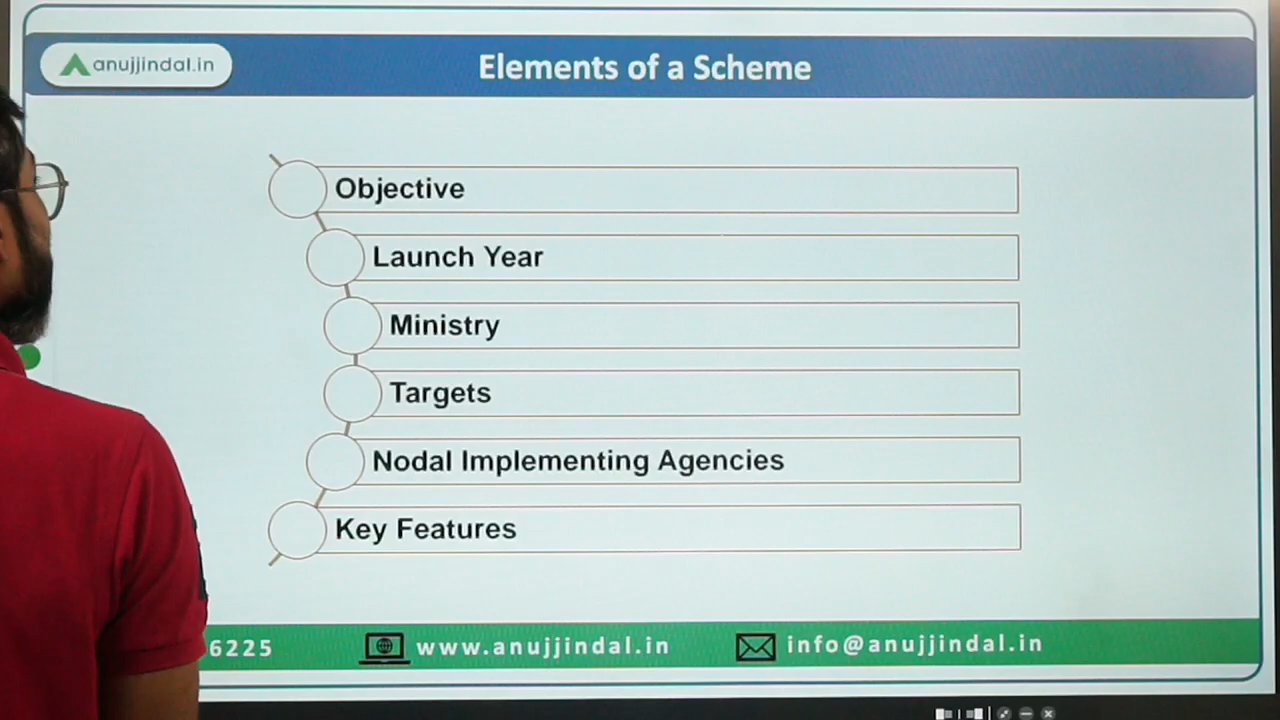 anujjindal.in
Elements of a Scheme
Objective
Launch Year
Ministry
Targets
Nodal Implementing Agencies
Key Features
6225
www.anujjindal.in
info@anujjindal.in